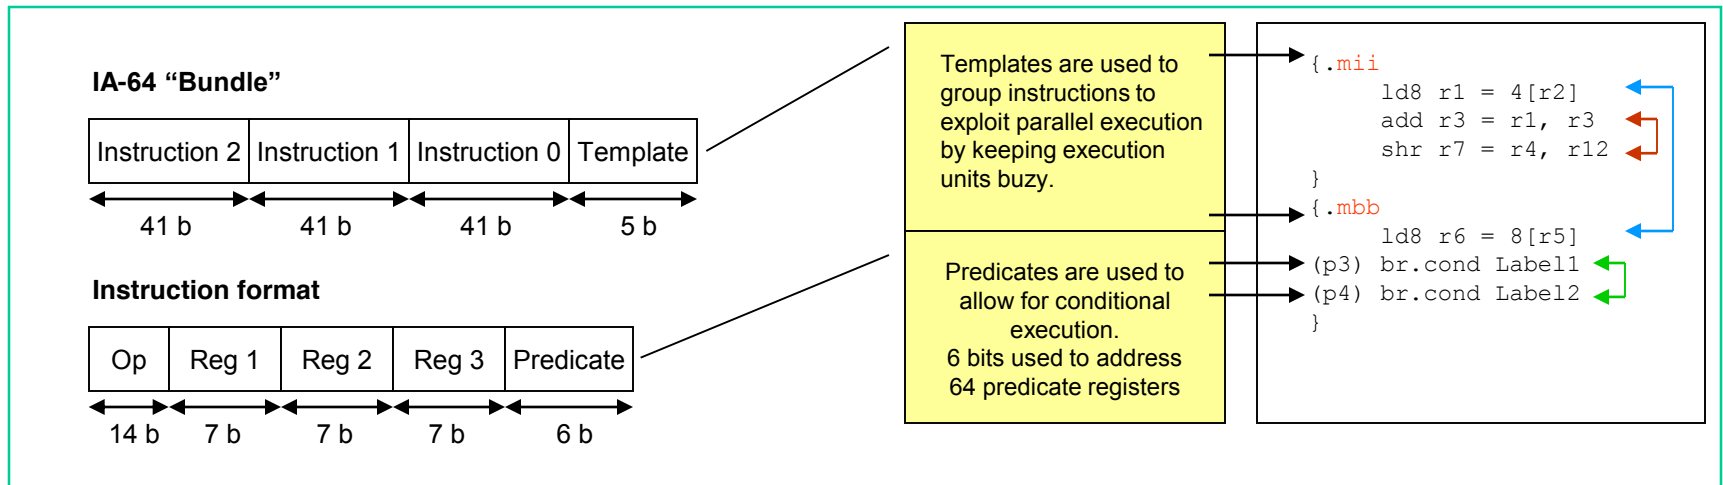 IA-64 “Bundle”
Instruction 2 Instruction 1 Instruction 0 Template
41 b 41 b 41 b 5 b
Instruction format
Op Reg 1 Reg 2 Reg 3 Predicate
14 b 7 b 7 b 7 b 6 b
Templates are used to
group instructions to
exploit parallel execution
by keeping execution
units buzy.
Predicates are used to
allow for conditional
execution.
6 bits used to address
64 predicate registers
{.mii
ld8 r1 = 4[r2]
add r3 = r1, r3
shr r7 = r4, r12
}
{.mbb
ld8 r6 = 8[r5]
(p3) br.cond Label1
(p4) br.cond Label2
}